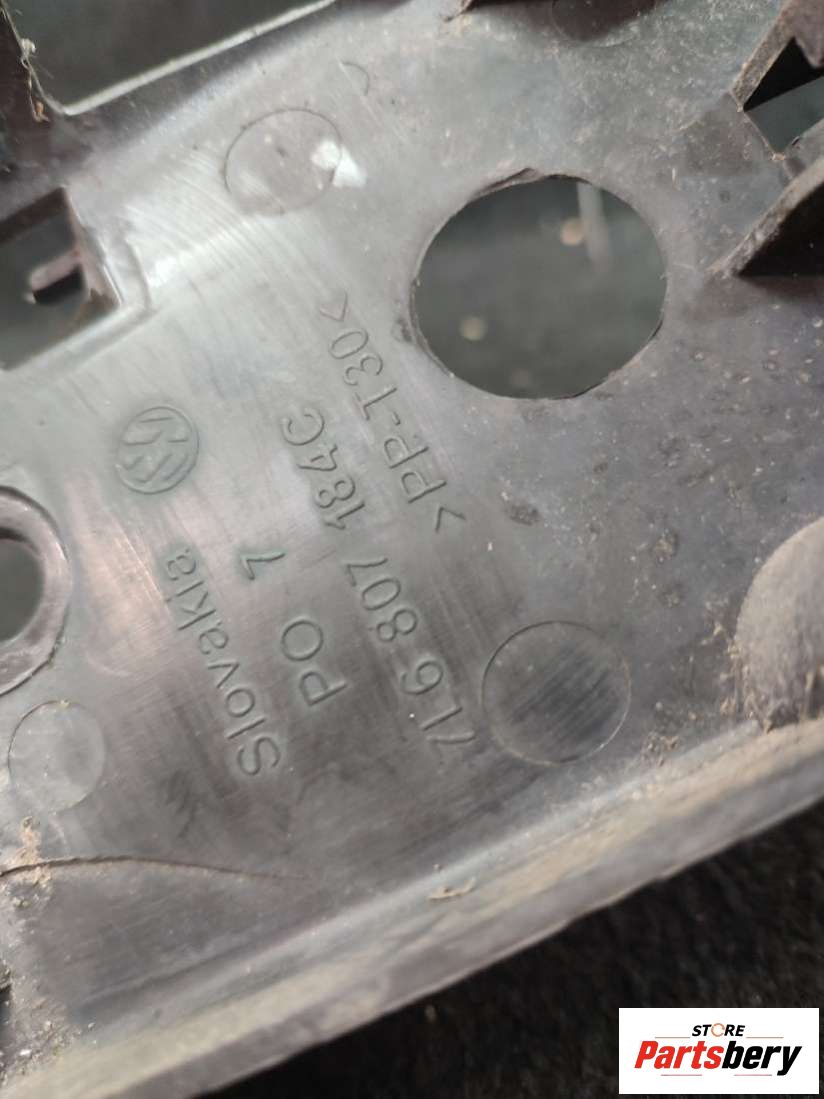 >PP-T30<
7L6 807 184C
PO 7
Slovakia
STORE
Partsbery